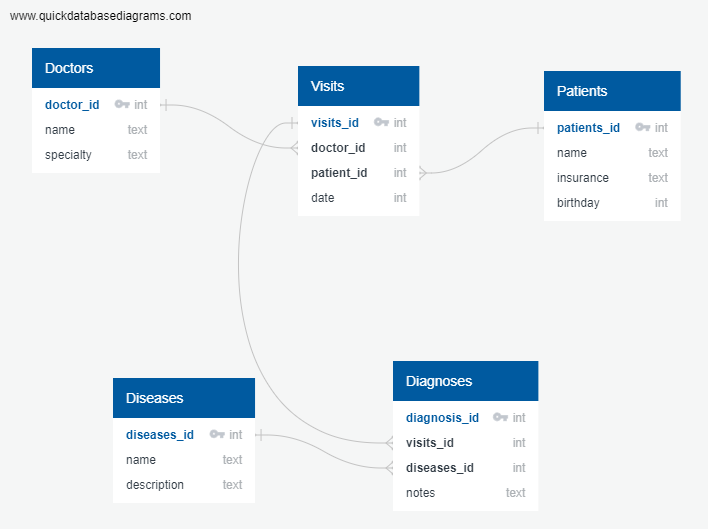 www.quickdatabasediagrams.com
Doctors
doctor_id int
name text
specialty text
Visits
visits_id int
doctor_id int
patient_id int
date int
Patients
patients_id int
name text
insurance text
birthday int
Diseases
diseases_id int
name text
description text
Diagnoses
diagnosis_id int
visits_id int
diseases_id int
notes text